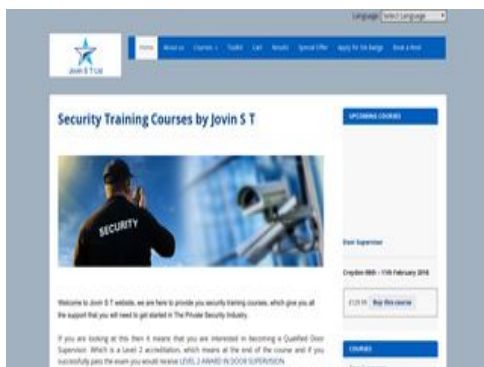 Language: Select Language
Home About us Courses Toolkit Cart Results Special Offer Apply for SIA Badge Book a Room
Jovin S T Ltd
Security Training Courses by Jovin S T
UPCOMING COURSES
SECURITY
Door Supervisor
Croydon 08th - 11th February 2016
Buy this course
Welcome to Jovin S T website, we are here to provide you security training courses, which give you all
the support that you will need to get started in The Private Security Industry.
If you are looking at this then it means that you are interested in becoming a Qualified Door
Supervisor. Which is a Level 2 accreditation, which means at the end of the course and if you
successfully pass the exam you would receive LEVEL 2 AWARD IN DOOR SUPERVISION
COURSES